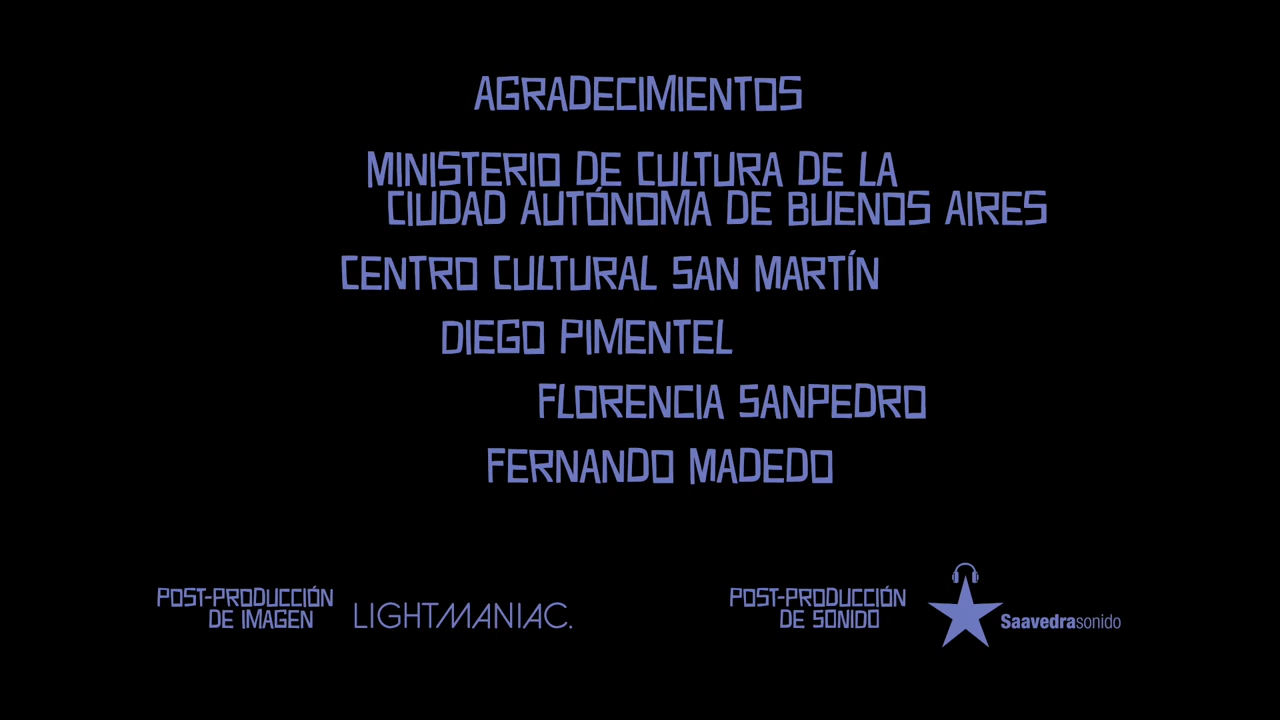 AGRADECIMIENTOS
MINISTERIO DE CULTURA DE LA
CIUDAD AUTÓNOMA DE BUENOS AIRES
CENTRO CULTURAL SAN MARTÍN
DIEGO PIMENTEL
FLORENCIA SANPEDRO
FERNANDO MADEDO
POST-PRODUCCIÓN
DE IMAGEN
LIGHTMANIAC.
POST-PRODUCCIÓN
DE SONIDO
Saavedrasonido